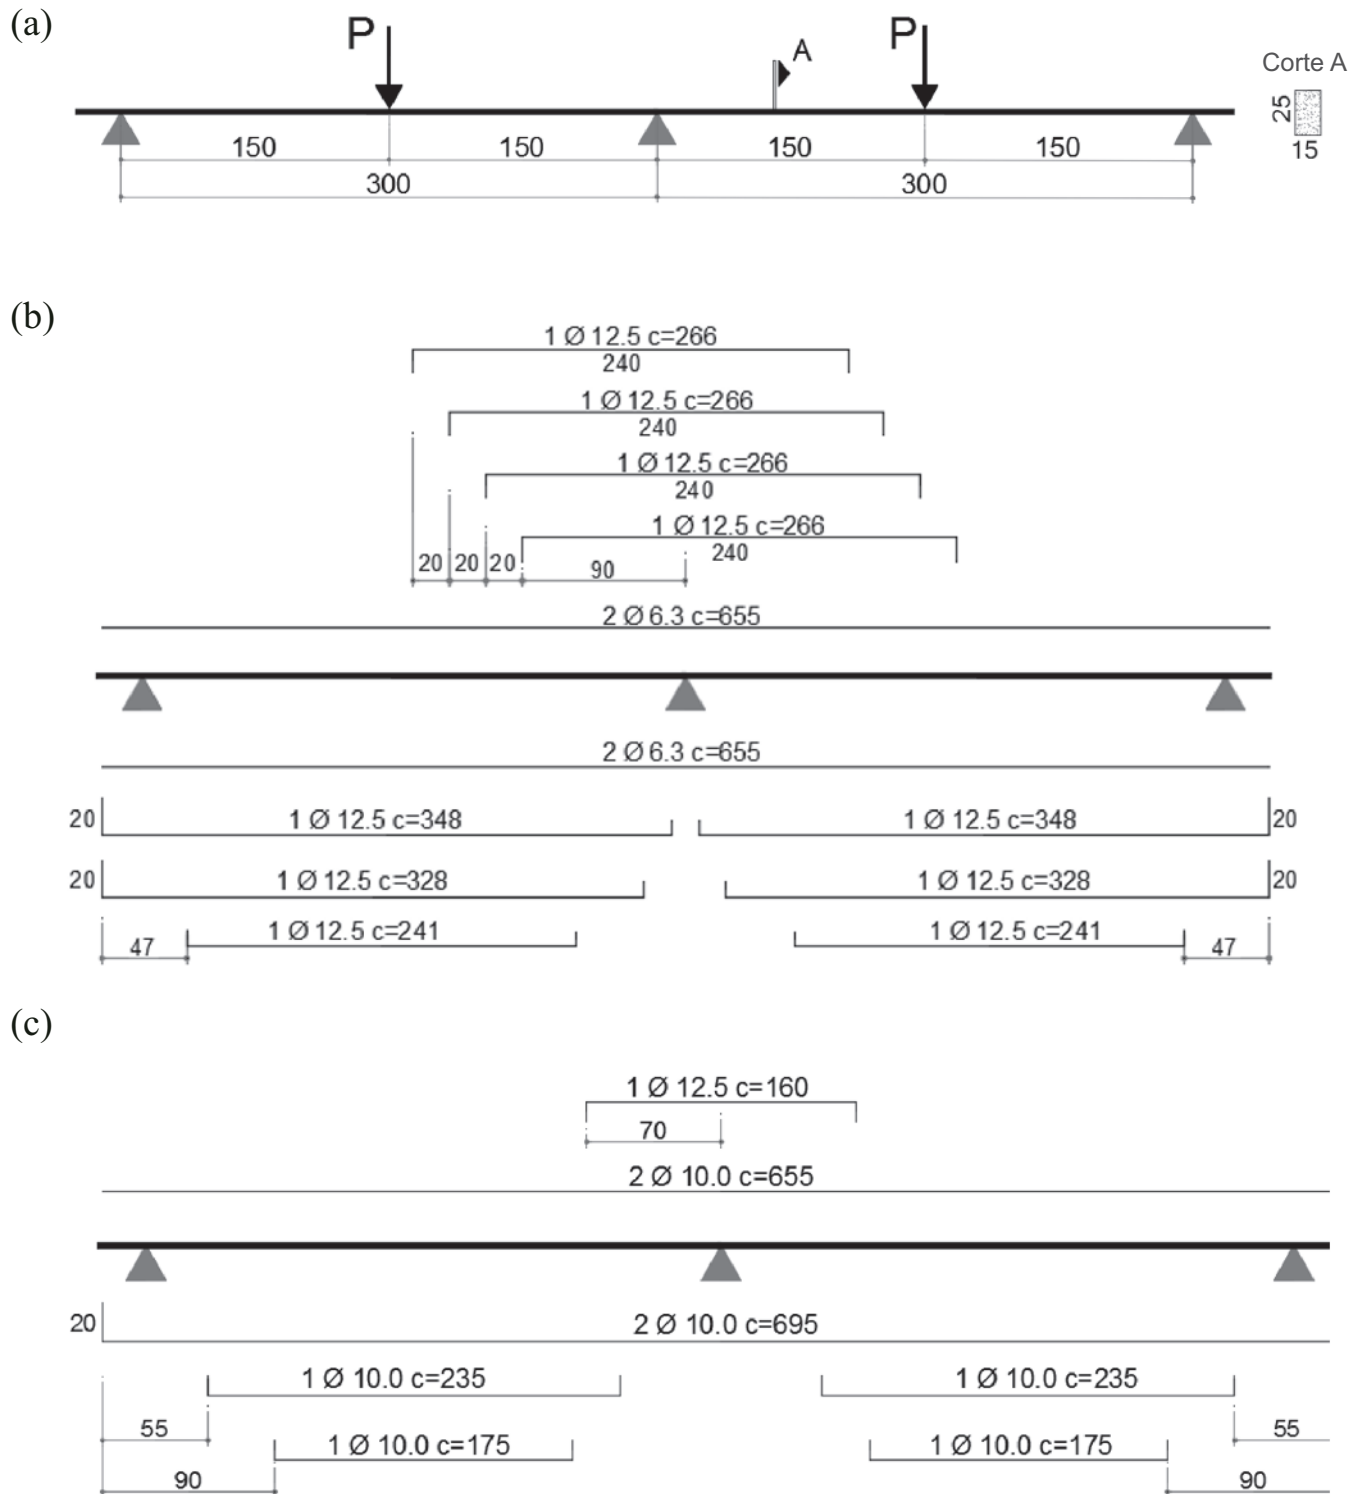 (a)
P
P
A
Corte A
25
15
150
150
150
150
300
300
(b)
1 Ø 12.5 c=266
240
1 Ø 12.5 c=266
240
1 Ø 12.5 c=266
240
1 Ø 12.5 c=266
240
20
20
20
90
2 Ø 6.3 c=655
2 Ø 6.3 c=655
20
1 Ø 12.5 c=348
1 Ø 12.5 c=348
20
20
1 Ø 12.5 c=328
1 Ø 12.5 c=328
20
47
1 Ø 12.5 c=241
1 Ø 12.5 c=241
47
(c)
1 Ø 12.5 c=160
70
2 Ø 10.0 c=655
20
2 Ø 10.0 c=695
1 Ø 10.0 c=235
1 Ø 10.0 c=235
55
55
1 Ø 10.0 c=175
1 Ø 10.0 c=175
90
90